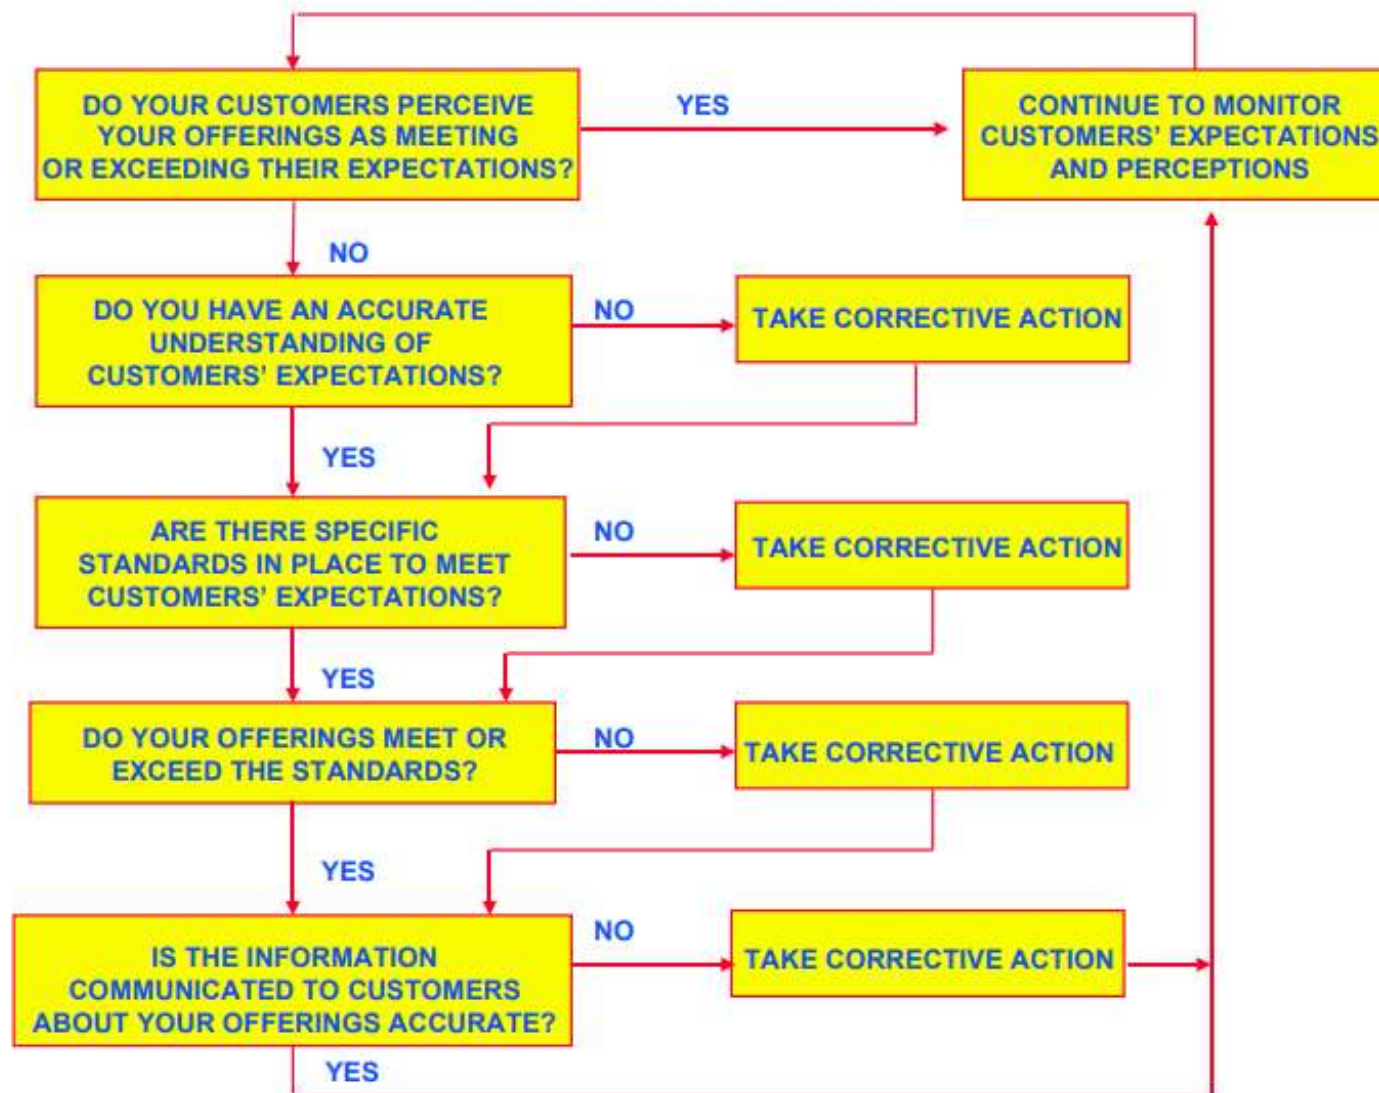 DO YOUR CUSTOMERS PERCEIVE
YOUR OFFERINGS AS MEETING
OR EXCEEDING THEIR EXPECTATIONS?
YES
CONTINUE TO MONITOR
CUSTOMERS’ EXPECTATIONS
AND PERCEPTIONS
NO
DO YOU HAVE AN ACCURATE
UNDERSTANDING OF
CUSTOMERS’ EXPECTATIONS?
NO
TAKE CORRECTIVE ACTION
YES
ARE THERE SPECIFIC
STANDARDS IN PLACE TO MEET
CUSTOMERS’ EXPECTATIONS?
NO
TAKE CORRECTIVE ACTION
YES
DO YOUR OFFERINGS MEET OR
EXCEED THE STANDARDS?
NO
TAKE CORRECTIVE ACTION
YES
IS THE INFORMATION
COMMUNICATED TO CUSTOMERS
ABOUT YOUR OFFERINGS ACCURATE?
NO
TAKE CORRECTIVE ACTION
YES